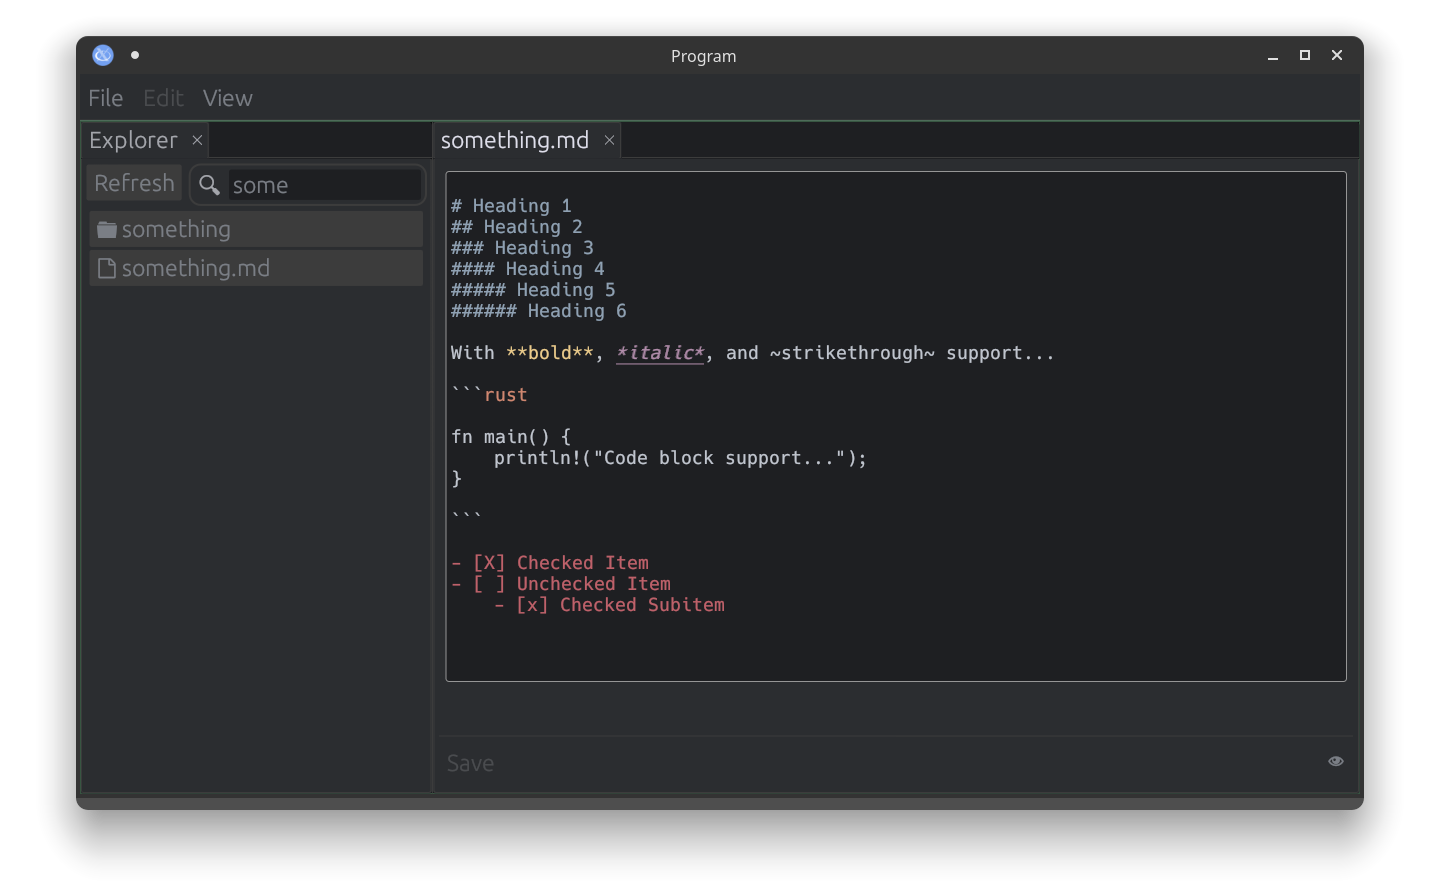 Program
File Edit View
Explorer × something.md ×
Refresh some
something
something.md
# Heading 1
## Heading 2
### Heading 3
#### Heading 4
##### Heading 5
###### Heading 6
With **bold**, *italic*, and ~strikethrough~ support...
```rust
fn main() {
    println!("Code block support...");
}
```
- [X] Checked Item
- [ ] Unchecked Item
    - [x] Checked Subitem
Save